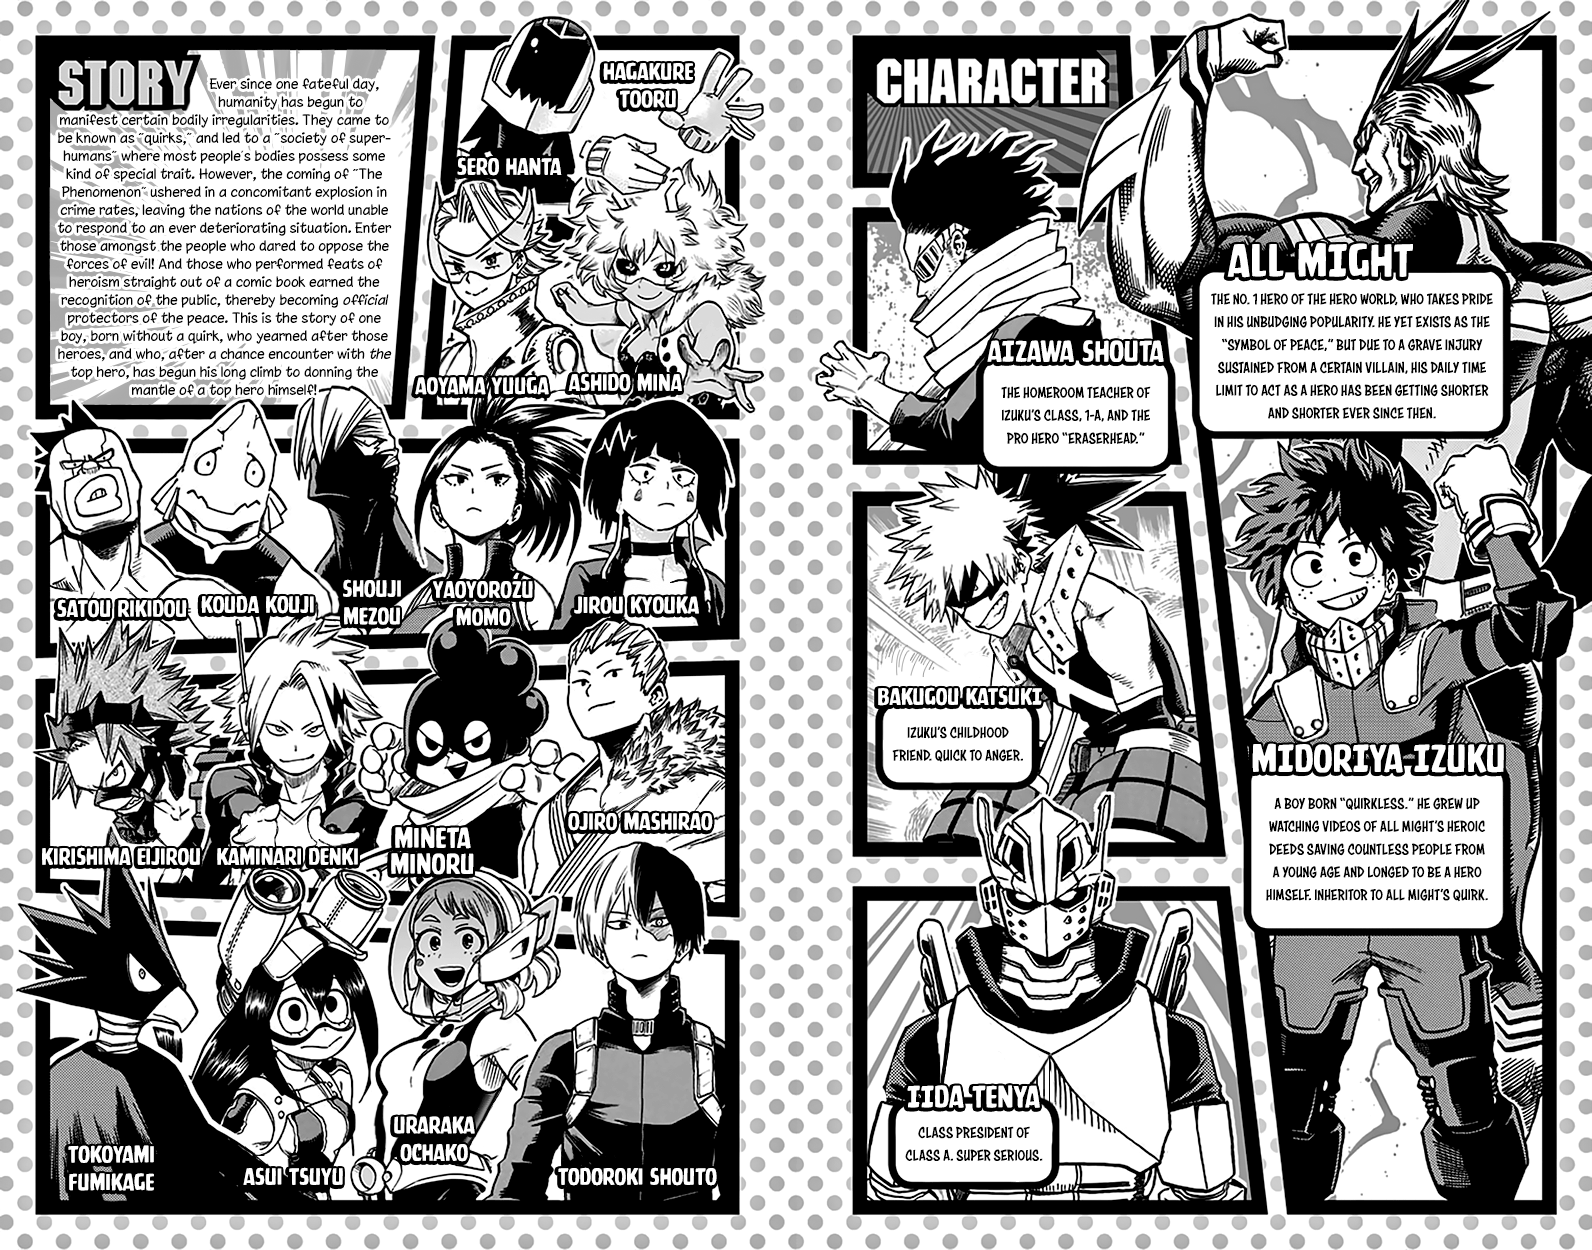 STORY
Ever since one fateful day,
humanity has begun to
manifest certain bodily irregularities. They came to
be known as "quirks," and led to a "society of super-
humans" where most people's bodies possess some
kind of special trait. However, the coming of "The
Phenomenon" ushered in a concomitant explosion in
crime rates, leaving the nations of the world unable
to respond to an ever deteriorating situation. Enter
those amongst the people who dared to oppose the
forces of evil! And those who performed feats of
heroism straight out of a comic book earned the
recognition of the public, thereby becoming official
protectors of the peace. This is the story of one
boy, born without a quirk, who yearned after those
heroes, and who, after a chance encounter with the
top hero, has begun his long climb to donning the
mantle of a top hero himself!
HAGAKURE
TOORU
SERO HANTA
AOYAMA YUUGA
ASHIDO MINA
SATOU RIKIDOU
KOUDA KOUJI
SHOUJI
MEZOU
YAOYOROZU
MOMO
JIROU KYOUKA
KIRISHIMA EIJIROU
KAMINARI DENKI
MINETA
MINORU
OJIRO MASHIRAO
TOKOYAMI
FUMIKAGE
ASUI TSUYU
URARAKA
OCHAKO
TODOROKI SHOUTO
CHARACTER
ALL MIGHT
THE NO. 1 HERO OF THE HERO WORLD, WHO TAKES PRIDE
IN HIS UNBUDGING POPULARITY. HE YET EXISTS AS THE
"SYMBOL OF PEACE," BUT DUE TO A GRAVE INJURY
SUSTAINED FROM A CERTAIN VILLAIN, HIS DAILY TIME
LIMIT TO ACT AS A HERO HAS BEEN GETTING SHORTER
AND SHORTER EVER SINCE THEN.
AIZAWA SHOUTA
THE HOMEROOM TEACHER OF
IZUKU'S CLASS, 1-A, AND THE
PRO HERO "ERASERHEAD."
BAKUGOU KATSUKI
IZUKU'S CHILDHOOD
FRIEND. QUICK TO ANGER.
MIDORIYA IZUKU
A BOY BORN "QUIRKLESS." HE GREW UP
WATCHING VIDEOS OF ALL MIGHT'S HEROIC
DEEDS SAVING COUNTLESS PEOPLE FROM
A YOUNG AGE AND LONGED TO BE A HERO
HIMSELF. INHERITOR TO ALL MIGHT'S QUIRK.
IIDA TENYA
CLASS PRESIDENT OF
CLASS A. SUPER SERIOUS.